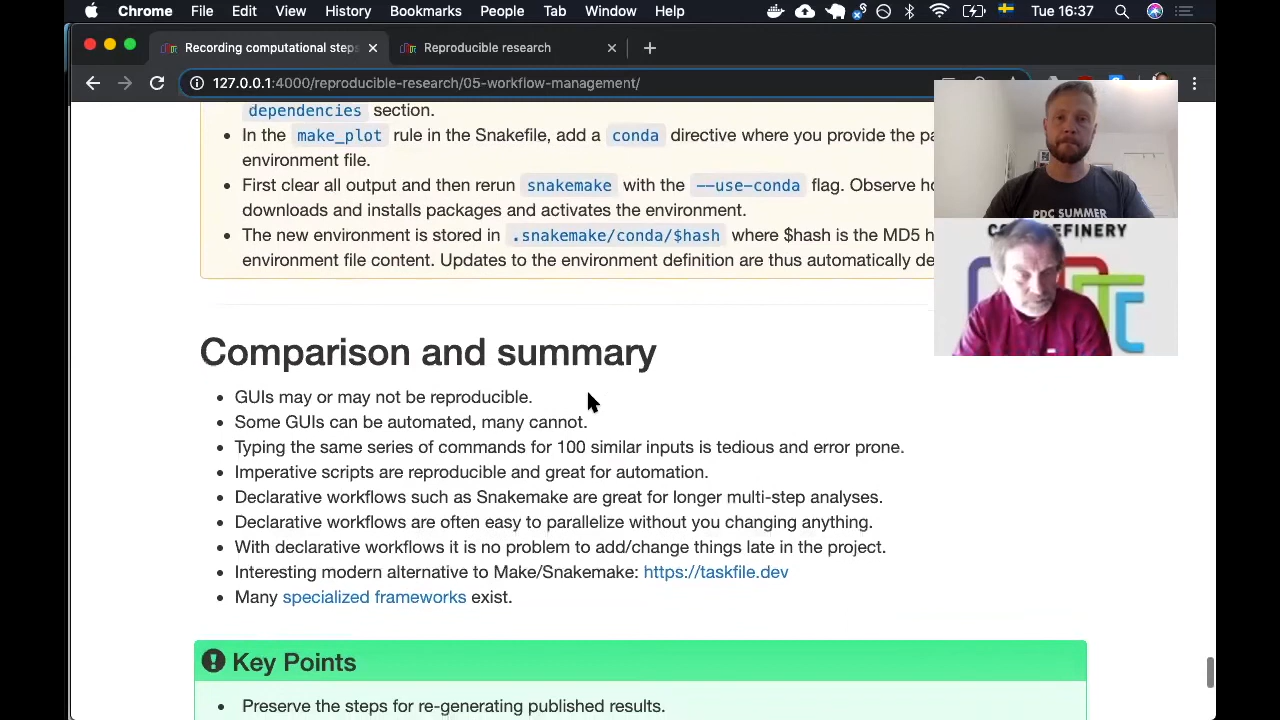 Chrome File Edit View History Bookmarks People Tab Window Help Tue 16:37
Recording computational steps Reproducible research
127.0.0.1:4000/reproducible-research/05-workflow-management/
dependencies section.
In the make_plot rule in the Snakefile, add a conda directive where you provide the pa
environment file.
First clear all output and then rerun snakemake with the --use-conda flag. Observe ho
downloads and installs packages and activates the environment.
The new environment is stored in .snakemake/conda/$hash where $hash is the MD5 h
environment file content. Updates to the environment definition are thus automatically de
PDC SUMMER
REFINERY
Comparison and summary
GUIs may or may not be reproducible.
Some GUIs can be automated, many cannot.
Typing the same series of commands for 100 similar inputs is tedious and error prone.
Imperative scripts are reproducible and great for automation.
Declarative workflows such as Snakemake are great for longer multi-step analyses.
Declarative workflows are often easy to parallelize without you changing anything.
With declarative workflows it is no problem to add/change things late in the project.
Interesting modern alternative to Make/Snakemake: https://taskfile.dev
Many specialized frameworks exist.
Key Points
Preserve the steps for re-generating published results.